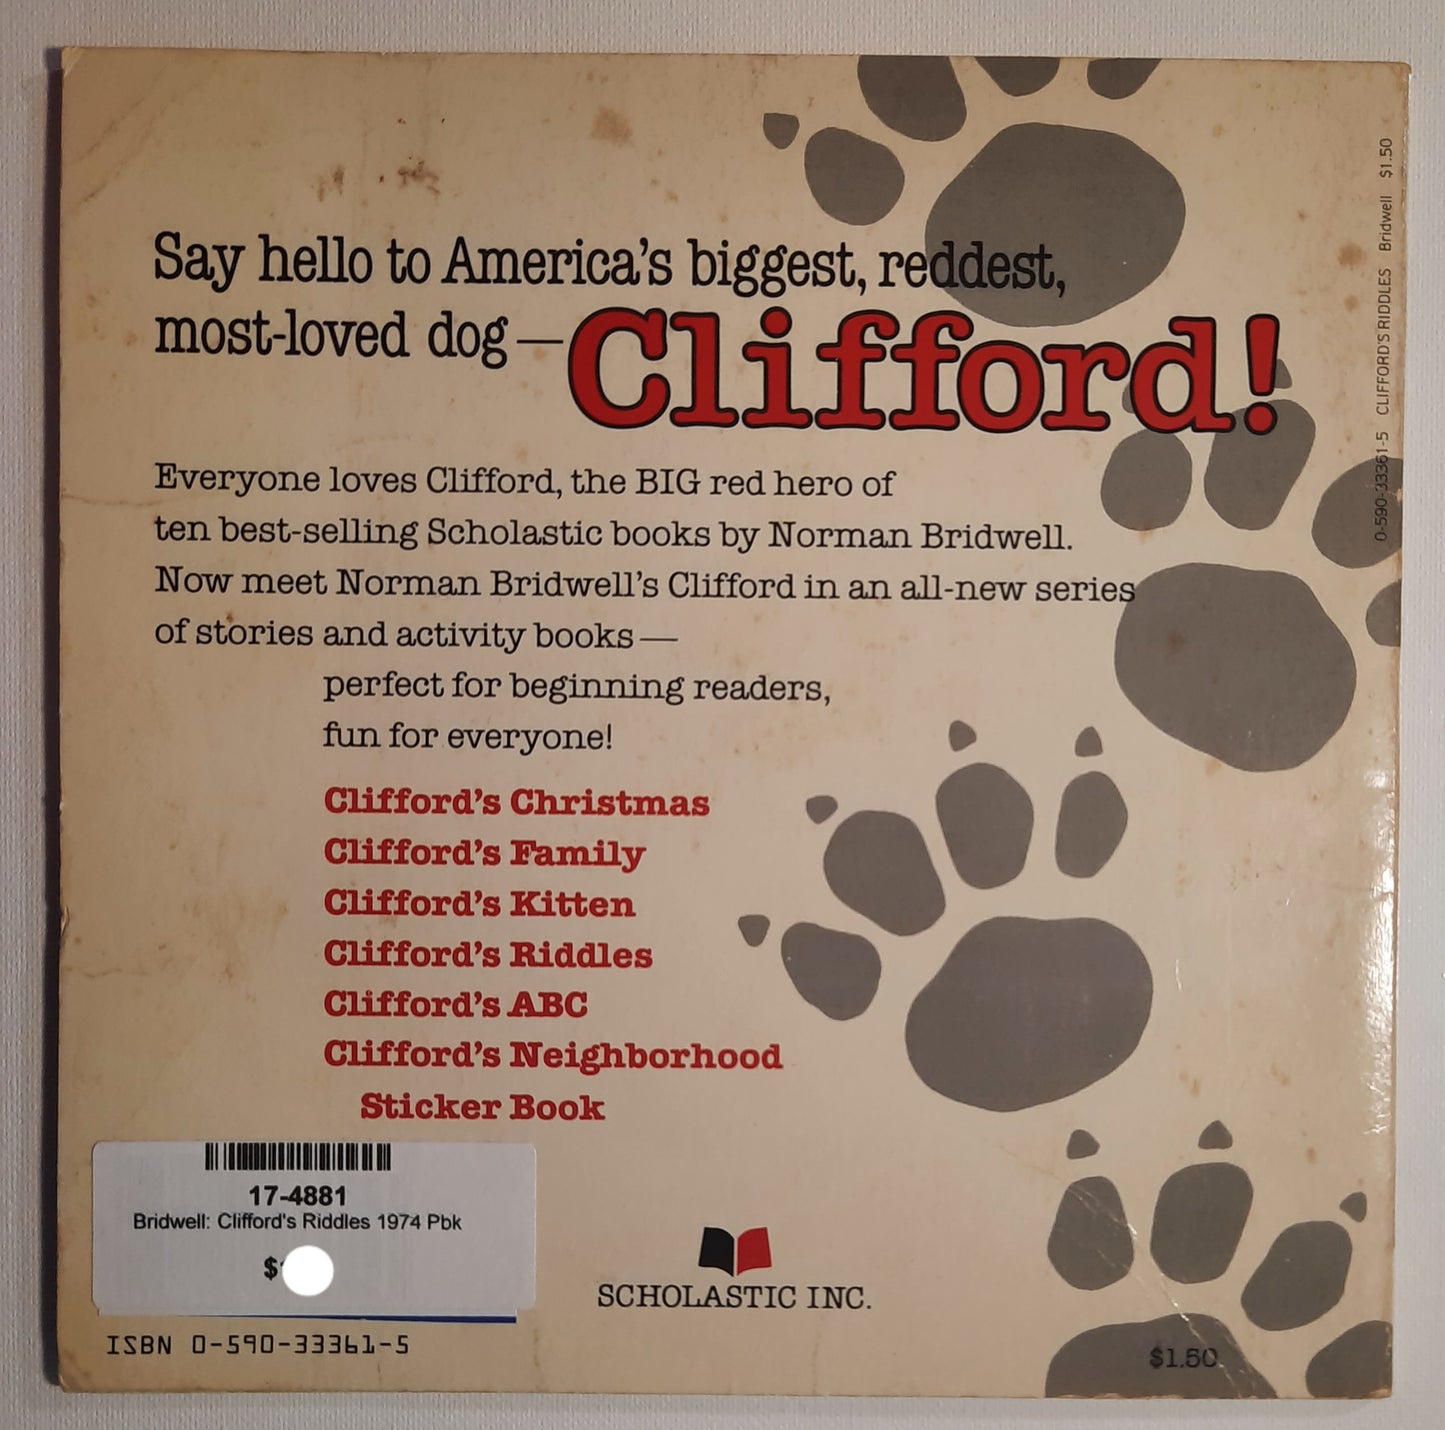 Say hello to America's biggest, reddest,
most-loved dog — Clifford!
Everyone loves Clifford, the BIG red hero of
ten best-selling Scholastic books by Norman Bridwell.
Now meet Norman Bridwell's Clifford in an all-new series
of stories and activity books —
perfect for beginning readers,
fun for everyone!
Clifford's Christmas
Clifford's Family
Clifford's Kitten
Clifford's Riddles
Clifford's ABC
Clifford's Neighborhood
Sticker Book
17-4881
Bridwell: Clifford's Riddles 1974 Pbk
$
SCHOLASTIC INC.
ISBN 0-590-33361-5
$1.50
0-590-33361-5 CLIFFORD'S RIDDLES Bridwell $1.50